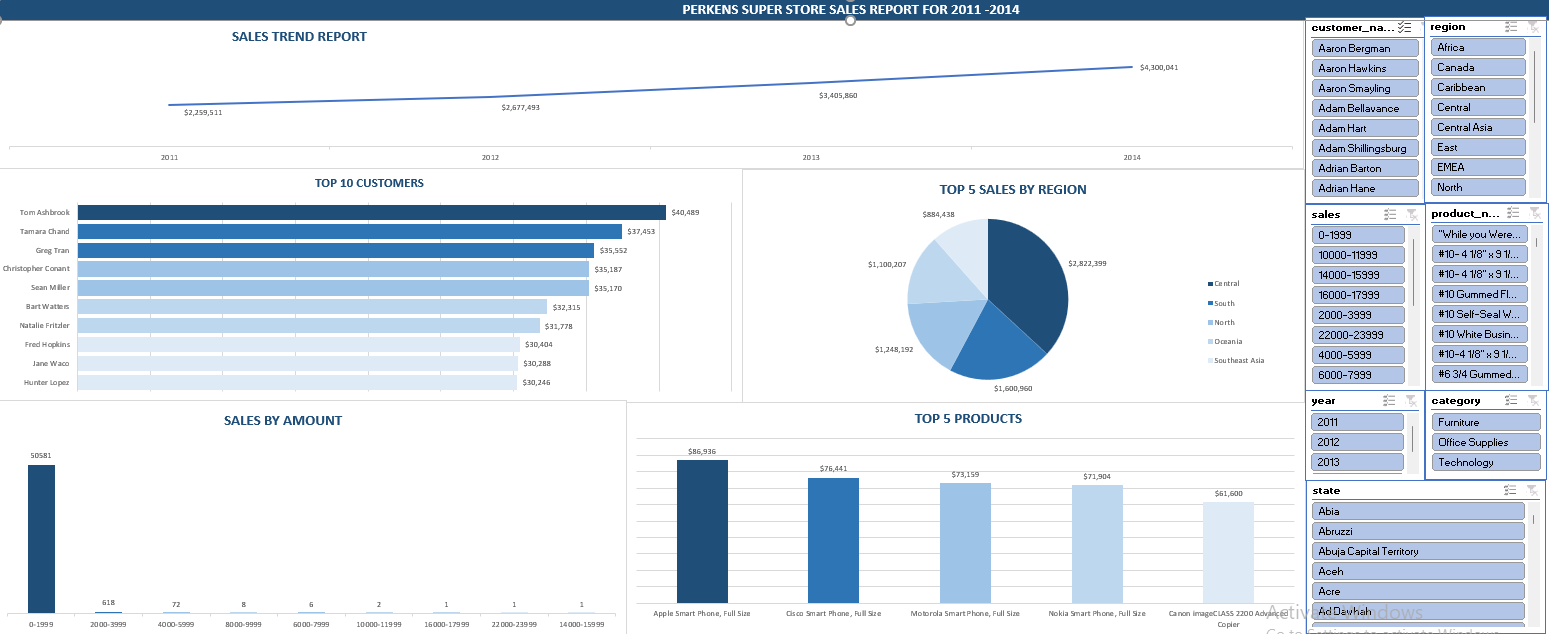 PERKENS SUPER STORE SALES REPORT FOR 2011 -2014
SALES TREND REPORT
$2,259,511
$2,677,493
$3,405,860
$4,300,041
2011
2012
2013
2014
TOP 10 CUSTOMERS
Tom Ashbrook $40,489
Tamara Chand $37,453
Greg Tran $35,552
Christopher Conant $35,187
Sean Miller $35,170
Bart Watters $32,315
Natalie Fritzler $31,778
Fred Hopkins $30,404
Jane Waco $30,288
Hunter Lopez $30,246
TOP 5 SALES BY REGION
$884,438
$2,822,399
$1,100,207
$1,248,192
$1,600,960
Central
South
North
Oceania
Southeast Asia
SALES BY AMOUNT
50581
618
72
8
6
2
1
1
1
0-1999
2000-3999
4000-5999
8000-9999
6000-7999
10000-11999
16000-17999
22000-23999
14000-15999
TOP 5 PRODUCTS
$86,936
$76,441
$73,159
$71,904
$61,600
Apple Smart Phone, Full Size
Cisco Smart Phone, Full Size
Motorola Smart Phone, Full Size
Nokia Smart Phone, Full Size
Canon imageCLASS 2200 Advanced
Copier
customer_na...
Aaron Bergman
Aaron Hawkins
Aaron Smayling
Adam Bellavance
Adam Hart
Adam Shillingsburg
Adrian Barton
Adrian Hane
region
Africa
Canada
Caribbean
Central
Central Asia
East
EMEA
North
sales
0-1999
10000-11999
14000-15999
16000-17999
2000-3999
22000-23999
4000-5999
6000-7999
product_n...
"While you Were...
#10- 4 1/8" x 9 1/...
#10- 4 1/8" x 9 1/...
#10 Gummed Fl...
#10 Self-Seal W...
#10 White Busin...
#10-4 1/8" x 9 1/...
#6 3/4 Gummed...
year
2011
2012
2013
category
Furniture
Office Supplies
Technology
state
Abia
Abruzzi
Abuja Capital Territory
Aceh
Acre
Ad Dawhah
Activate Windows
Go to Settings to activate Windows